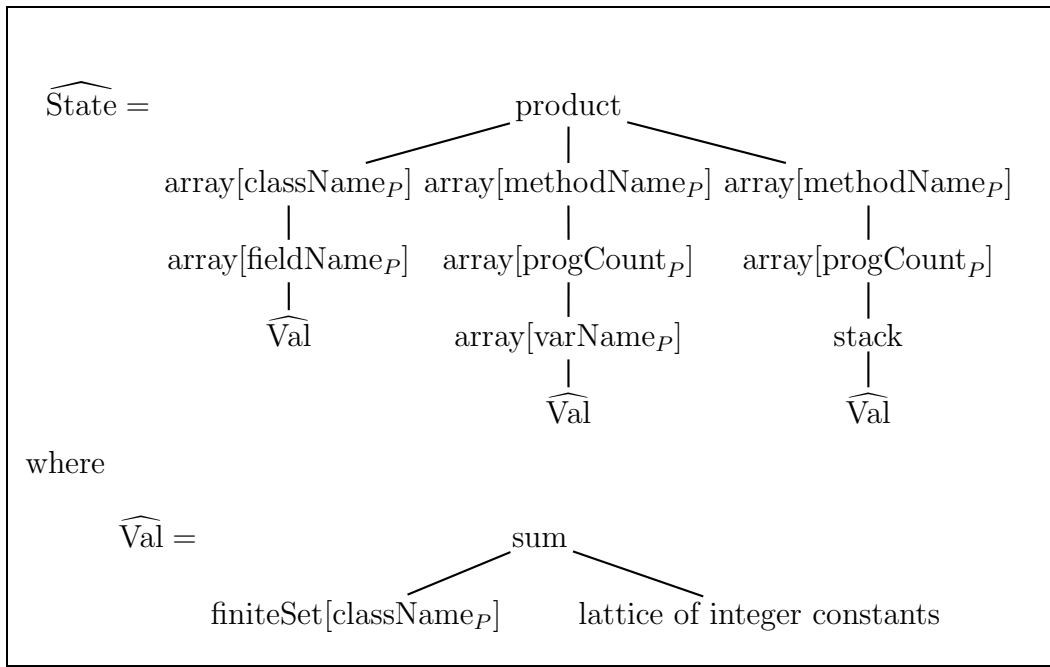 State = product
array[className_P] array[methodName_P] array[methodName_P]
array[fieldName_P] array[progCount_P] array[progCount_P]
Val array[varName_P] stack
Val Val
where
Val = sum
finiteSet[className_P] lattice of integer constants